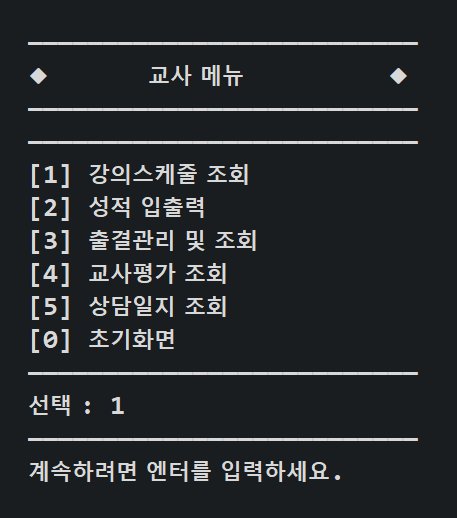 ◆ 교사 메뉴 ◆
[1] 강의스케줄 조회
[2] 성적 입출력
[3] 출결관리 및 조회
[4] 교사평가 조회
[5] 상담일지 조회
[0] 초기화면
선택 : 1
계속하려면 엔터를 입력하세요.